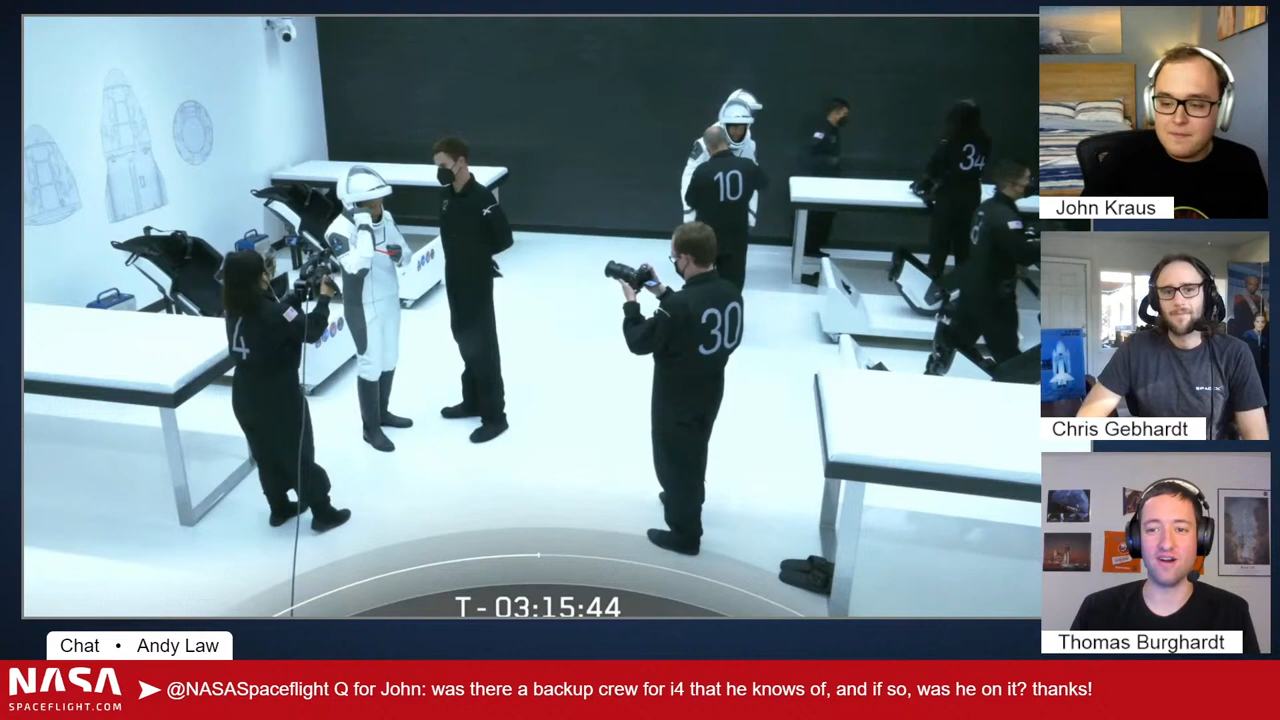 John Kraus
10
34
4
30
SPACEX
Chris Gebhardt
T - 03:15:44
Thomas Burghardt
Chat • Andy Law
NASA
SPACEFLIGHT.COM
@NASASpaceflight Q for John: was there a backup crew for i4 that he knows of, and if so, was he on it? thanks!